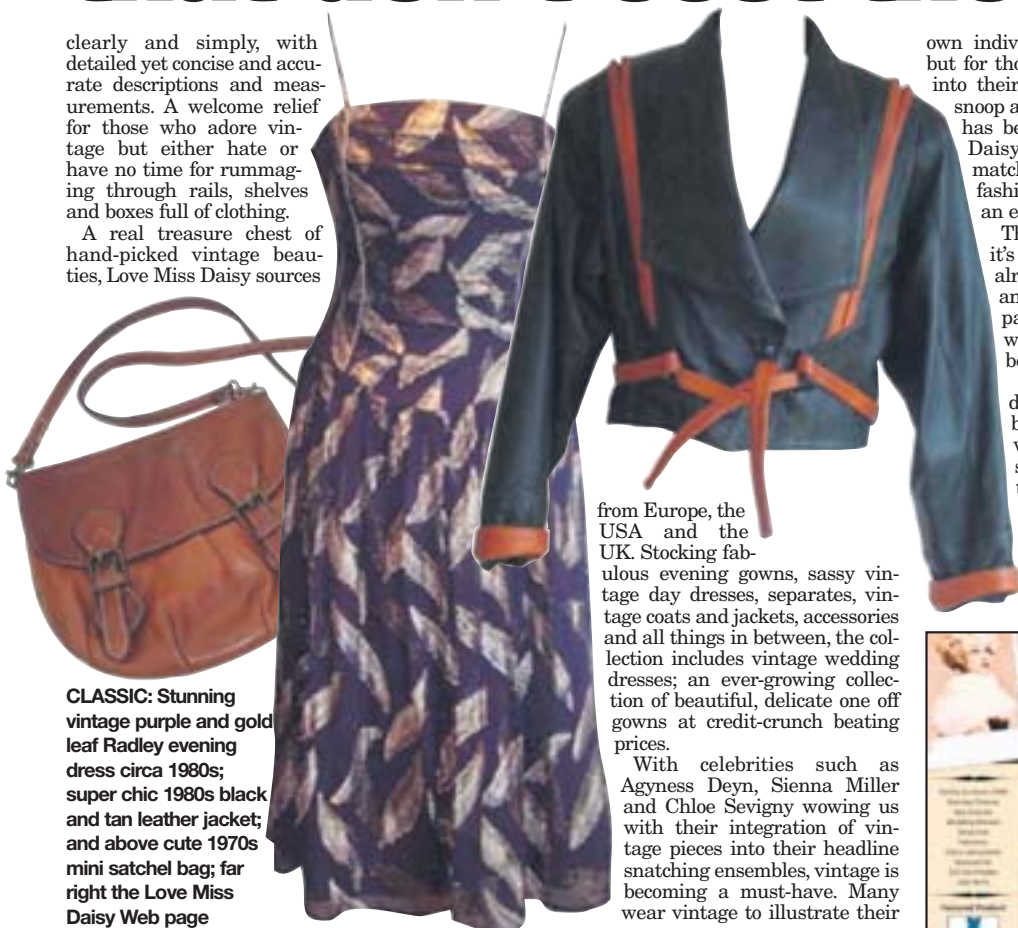 clearly and simply, with
detailed yet concise and accu-
rate descriptions and meas-
urements. A welcome relief
for those who adore vin-
tage but either hate or
have no time for rummag-
ing through rails, shelves
and boxes full of clothing.
A real treasure chest of
hand-picked vintage beau-
ties, Love Miss Daisy sources
CLASSIC: Stunning
vintage purple and gold
leaf Radley evening
dress circa 1980s;
super chic 1980s black
and tan leather jacket;
and above cute 1970s
mini satchel bag; far
right the Love Miss
Daisy Web page
from Europe, the
USA and the
UK. Stocking fab-
ulous evening gowns, sassy vin-
tage day dresses, separates, vin-
tage coats and jackets, accessories
and all things in between, the col-
lection includes vintage wedding
dresses; an ever-growing collec-
tion of beautiful, delicate one off
gowns at credit-crunch beating
prices.
With celebrities such as
Agyness Deyn, Sienna Miller
and Chloe Sevigny wowing us
with their integration of vin-
tage pieces into their headline
snatching ensembles, vintage is
becoming a must-have. Many
wear vintage to illustrate their
own indiv
but for tho
into their
snoop a
has be
Daisy
match
fashi
an e
Th
it's
alr
an
pa
w
be